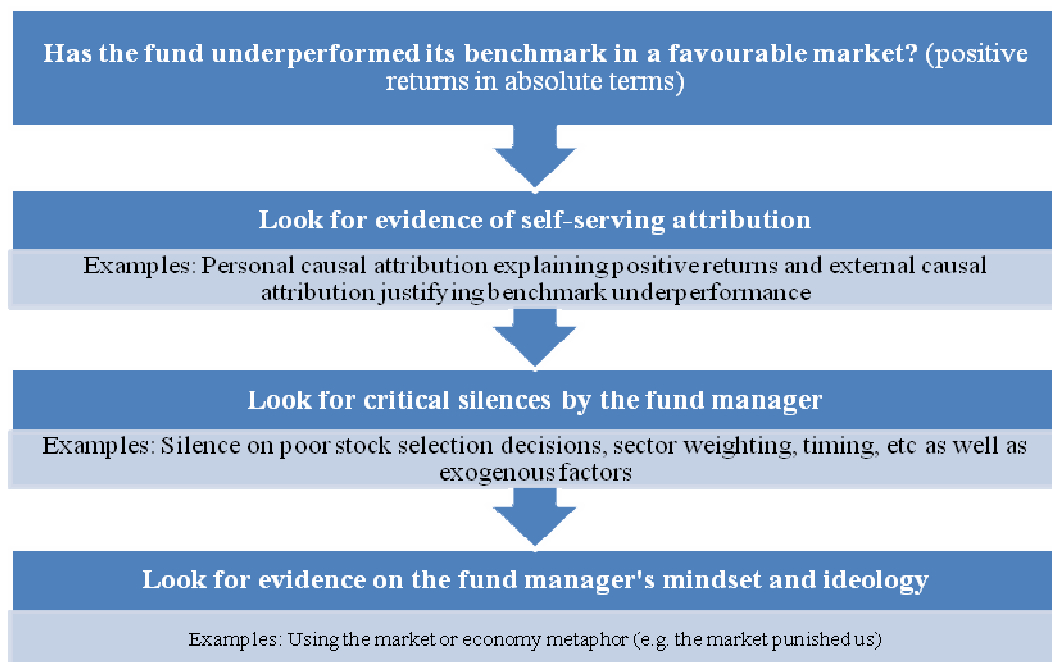 Has the fund underperformed its benchmark in a favourable market? (positive
returns in absolute terms)
Look for evidence of self-serving attribution
Examples: Personal causal attribution explaining positive returns and external causal
attribution justifying benchmark underperformance
Look for critical silences by the fund manager
Examples: Silence on poor stock selection decisions, sector weighting, timing, etc as well as
exogenous factors
Look for evidence on the fund manager's mindset and ideology
Examples: Using the market or economy metaphor (e.g. the market punished us)